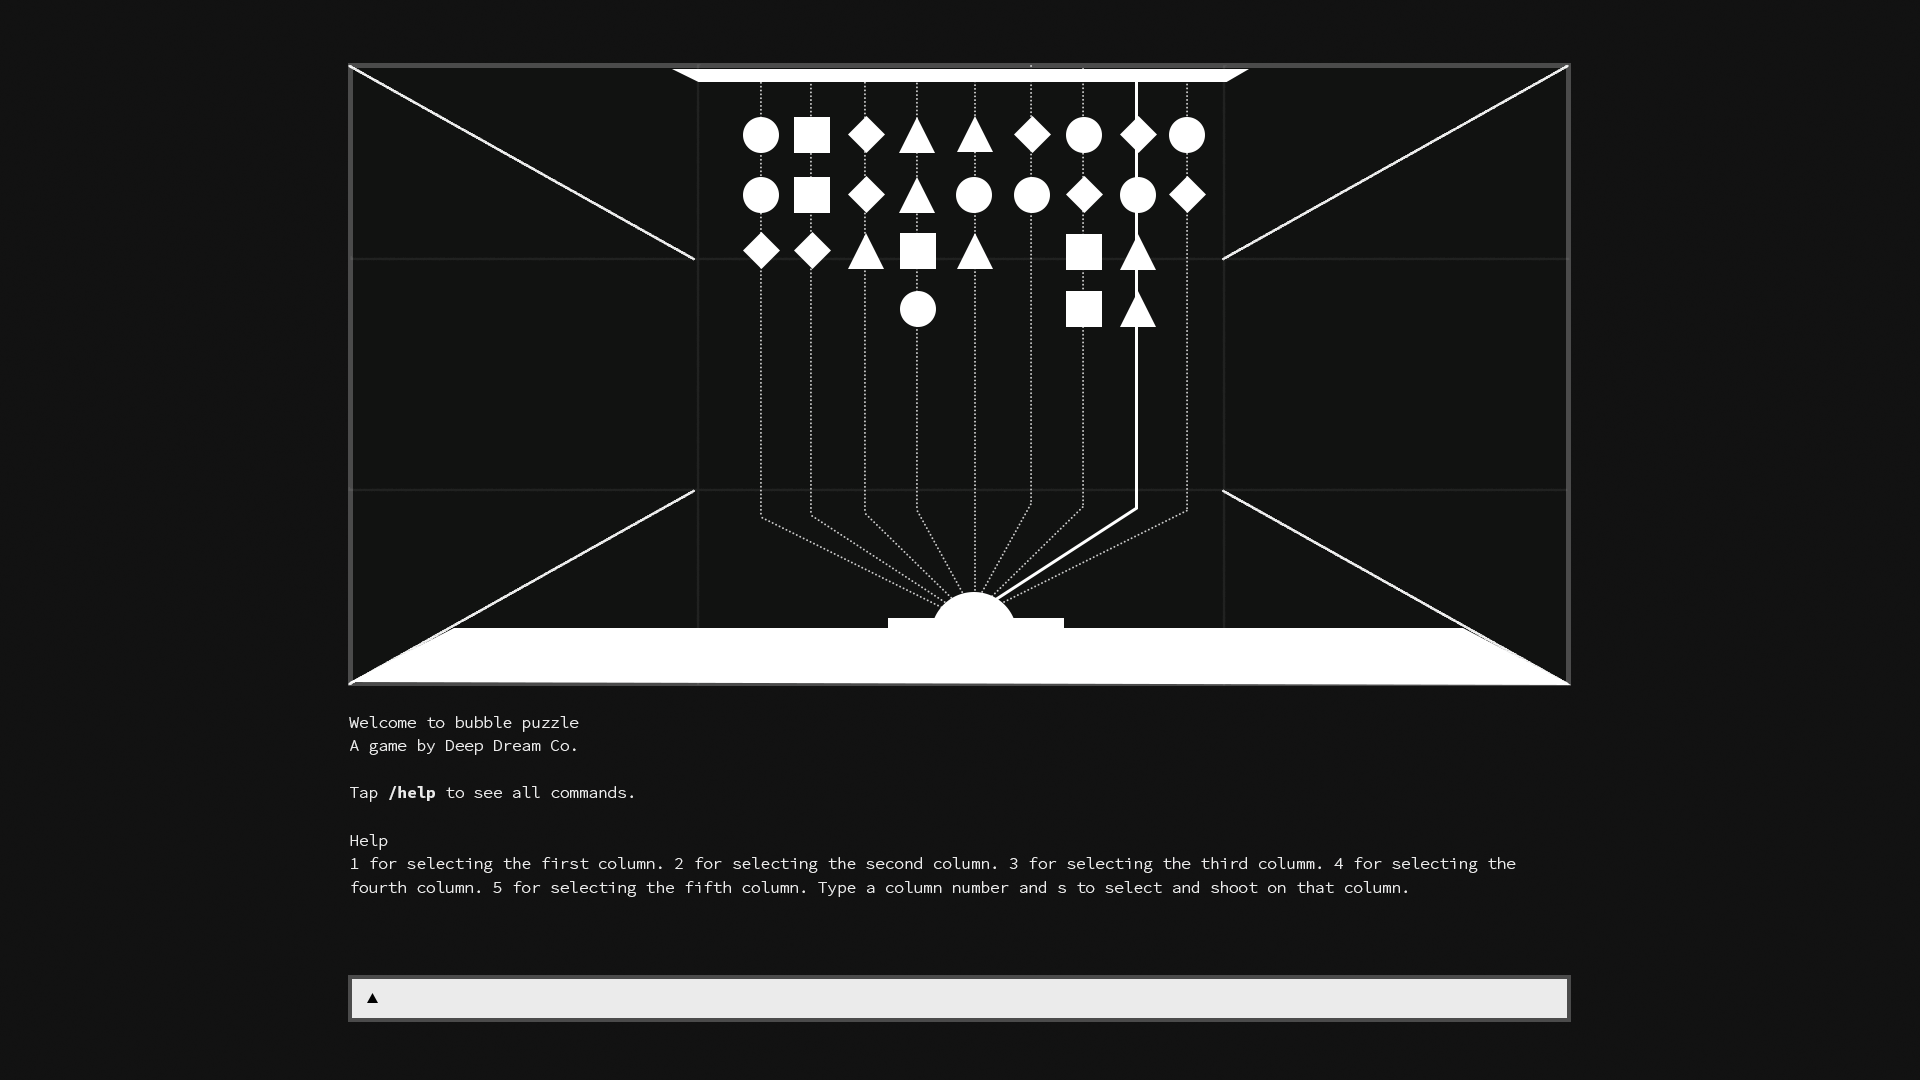 Welcome to bubble puzzle
A game by Deep Dream Co.
Tap /help to see all commands.
Help
1 for selecting the first column. 2 for selecting the second column. 3 for selecting the third columm. 4 for selecting the
fourth column. 5 for selecting the fifth column. Type a column number and s to select and shoot on that column.